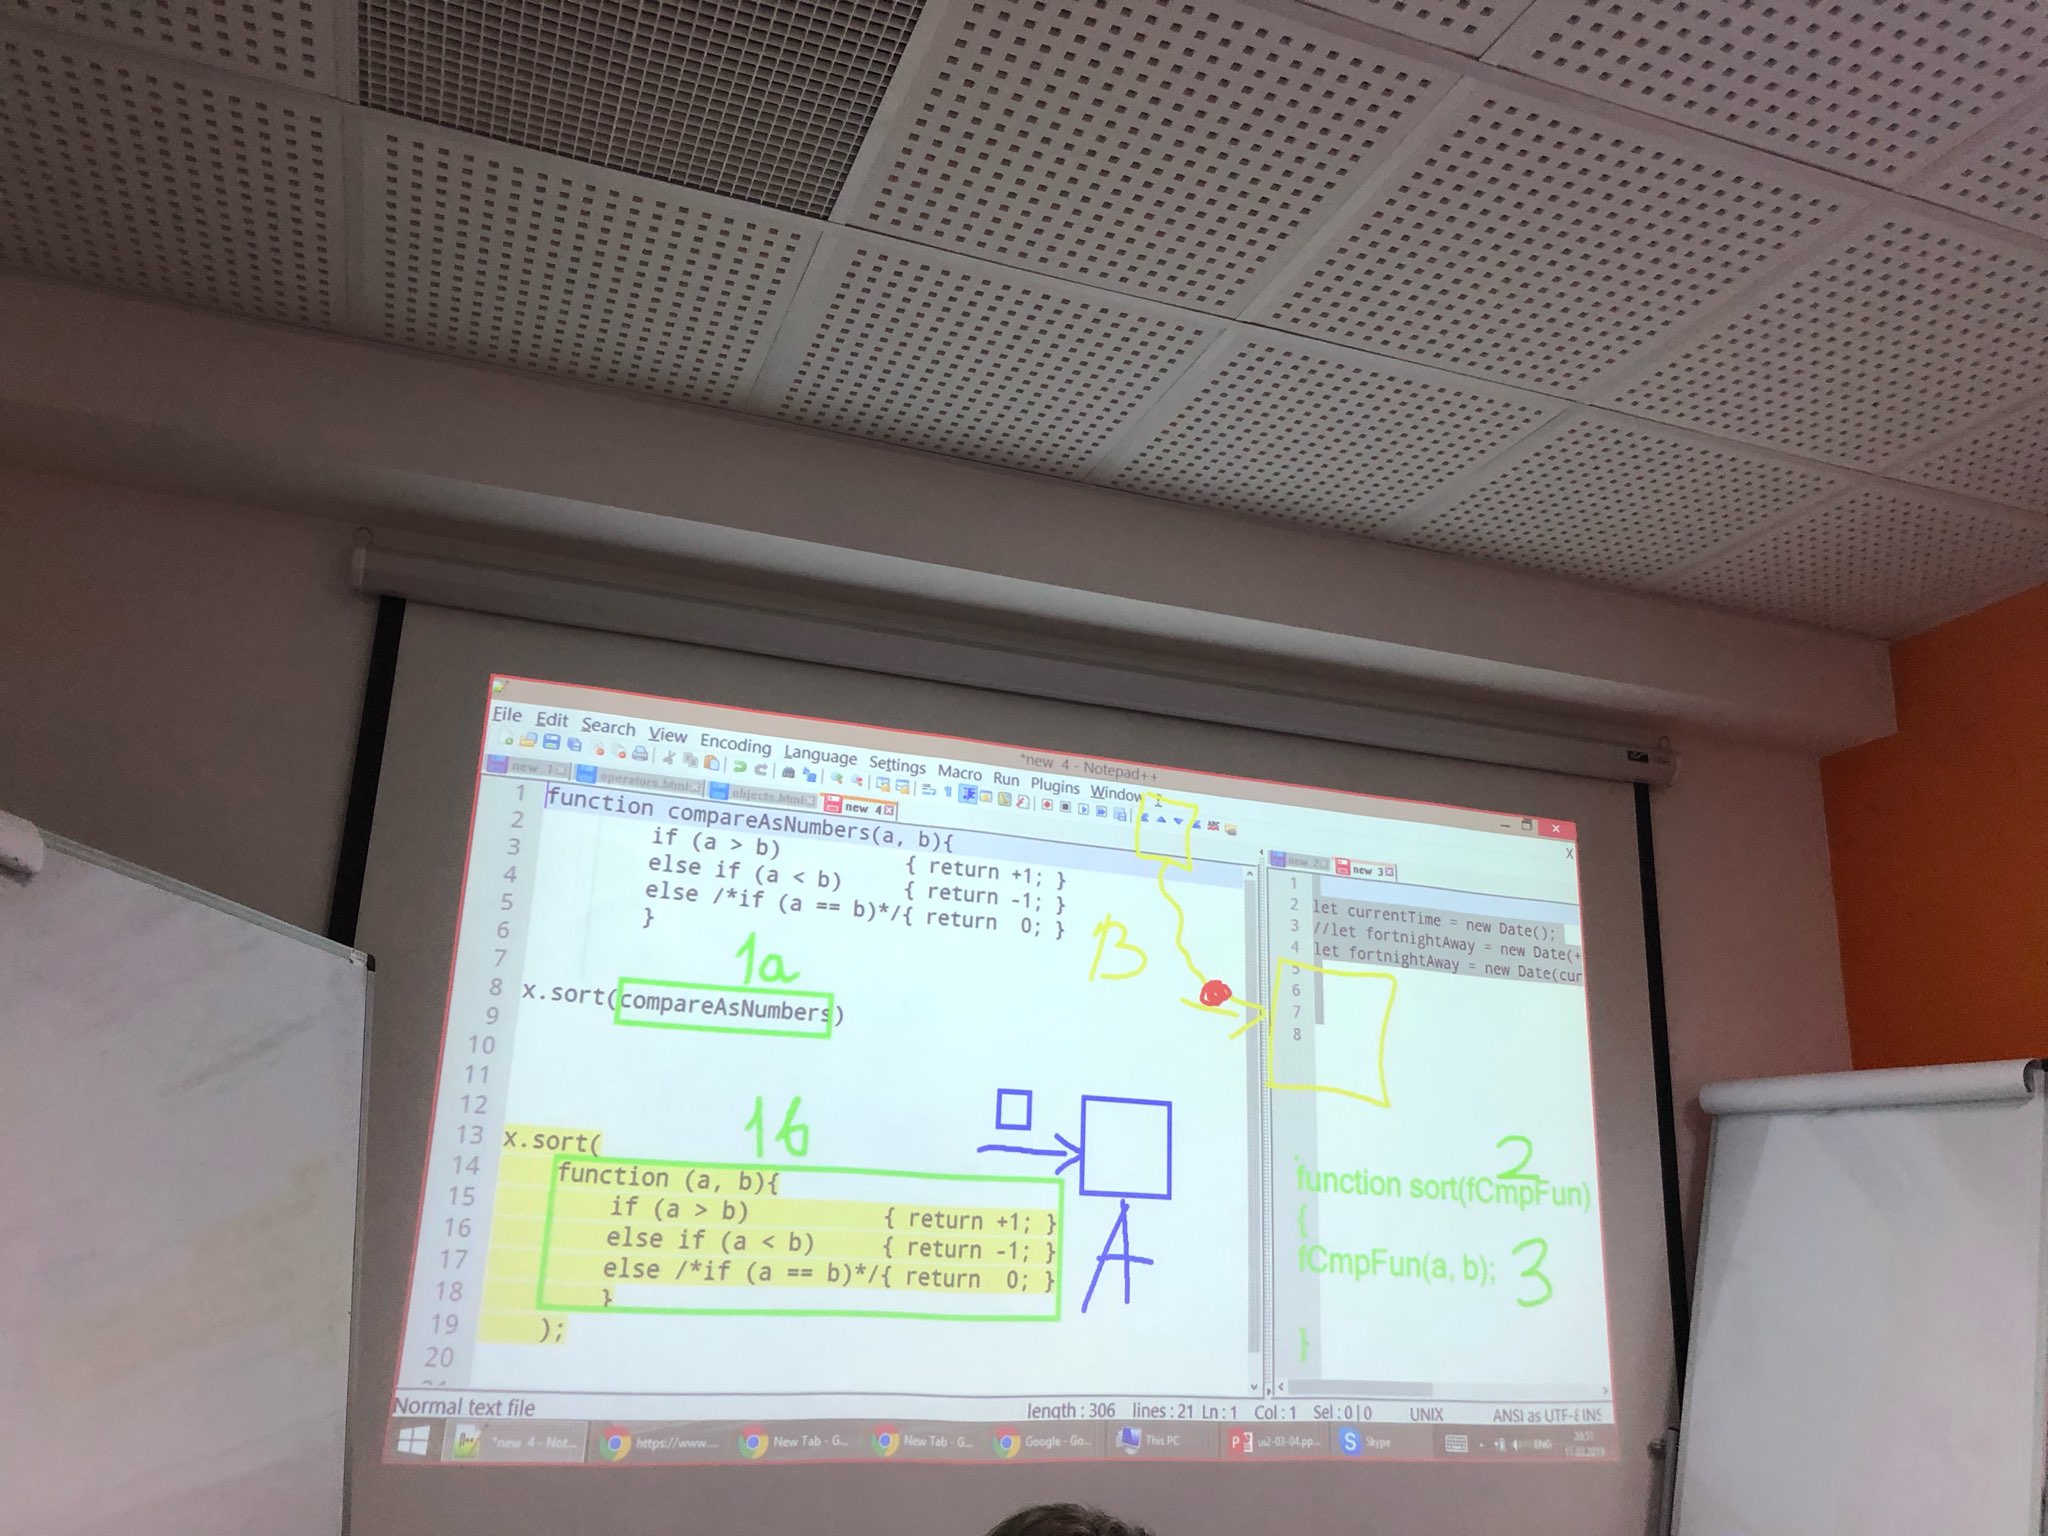 *new 4 - Notepad++
File Edit Search View Encoding Language Settings Macro Run Plugins Window ?
new 1 operators.html objects.html new 4
1 function compareAsNumbers(a, b){
2 if (a > b) { return +1; }
3 else if (a < b) { return -1; }
4 else /*if (a == b)*/{ return 0; }
5 }
6
7
8 x.sort(compareAsNumbers)
9
10
11
12
13 x.sort(
14 function (a, b){
15 if (a > b) { return +1; }
16 else if (a < b) { return -1; }
17 else /*if (a == b)*/{ return 0; }
18 }
19 );
20
1a
1б
A
B
new 2 new 3
1
2 let currentTime = new Date();
3 //let fortnightAway = new Date(+
4 let fortnightAway = new Date(cur
5
6
7
8
2
function sort(fCmpFun)
{
fCmpFun(a, b); 3
}
Normal text file length : 306 lines : 21 Ln : 1 Col : 1 Sel : 0 | 0 UNIX ANSI as UTF-8 INS
*new 4 - Not... https://www.... New Tab - G... New Tab - G... Google - Go... This PC ui2-03-04.pp... Skype ENG 20:51